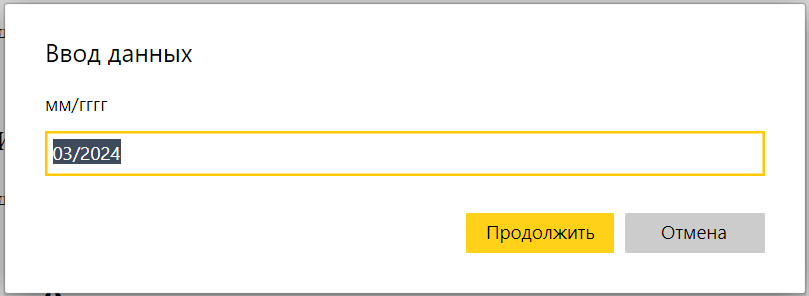 Ввод данных
мм/гггг
03/2024
Продолжить Отмена